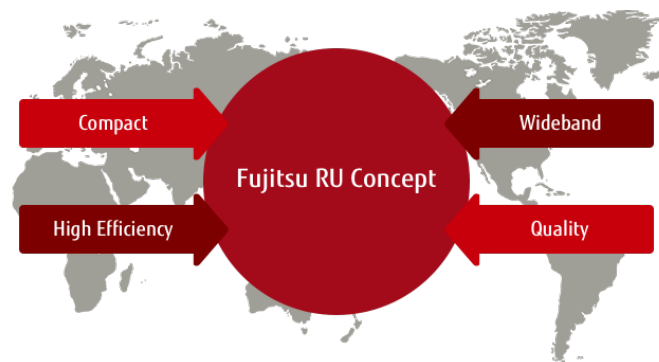 Compact
Wideband
Fujitsu RU Concept
High Efficiency
Quality